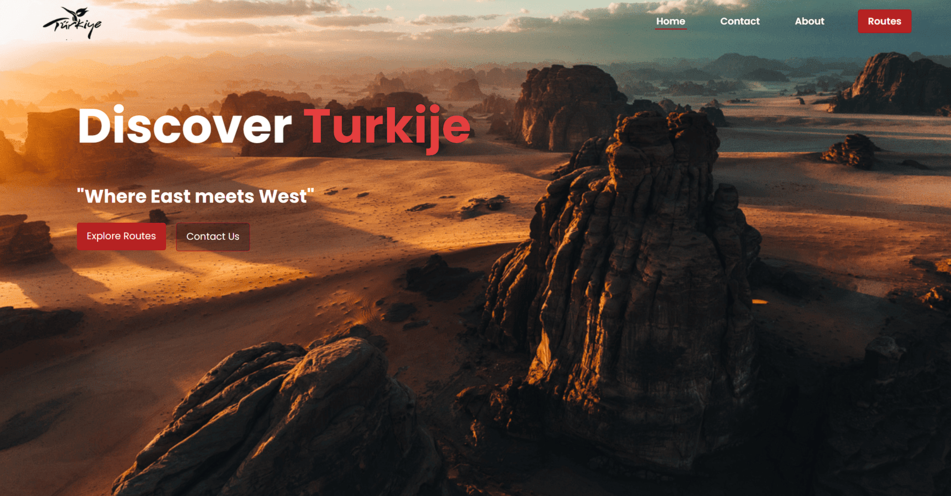 Türkiye
Home
Contact
About
Routes
Discover Turkije
"Where East meets West"
Explore Routes
Contact Us